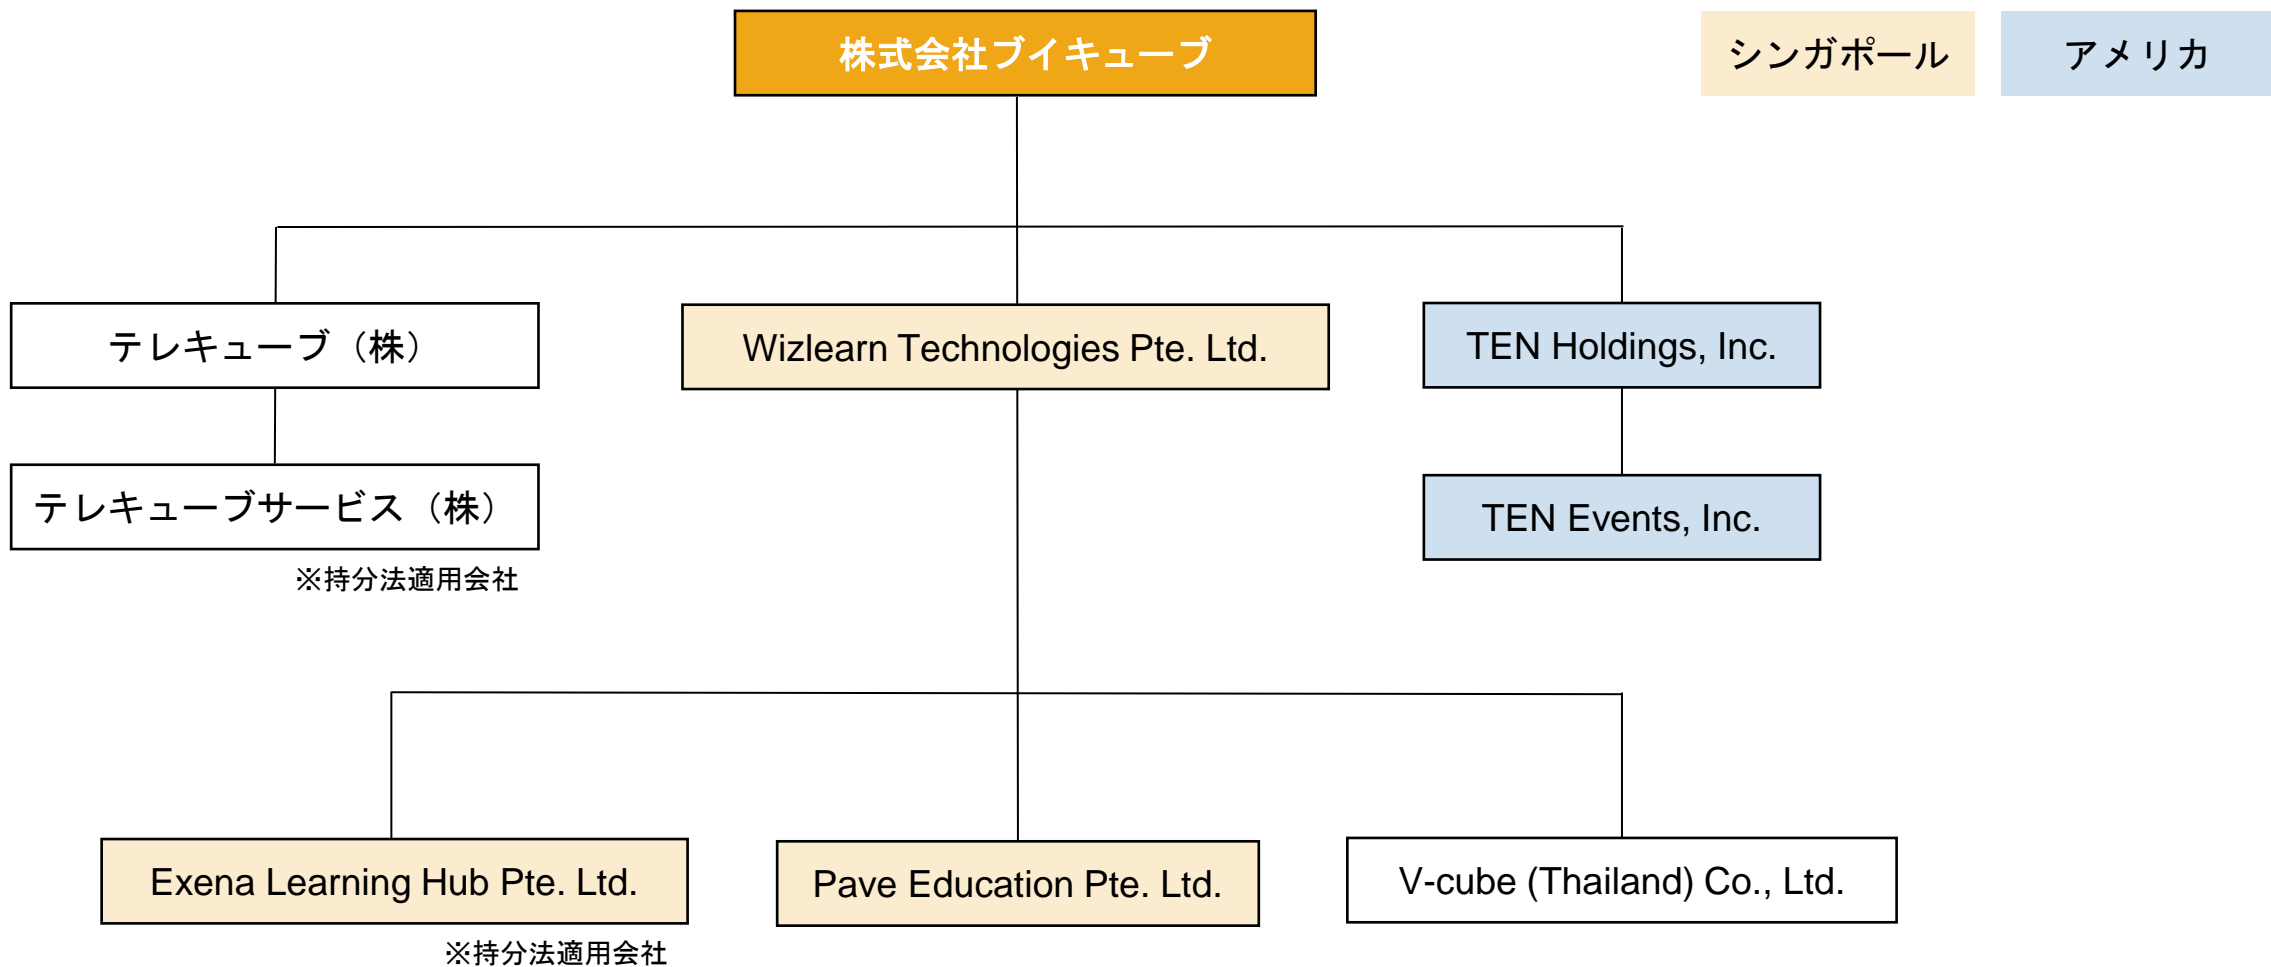 株式会社ブイキューブ
シンガポール
アメリカ
テレキューブ（株）
Wizlearn Technologies Pte. Ltd.
TEN Holdings, Inc.
テレキューブサービス（株）
※持分法適用会社
TEN Events, Inc.
Exena Learning Hub Pte. Ltd.
※持分法適用会社
Pave Education Pte. Ltd.
V-cube (Thailand) Co., Ltd.